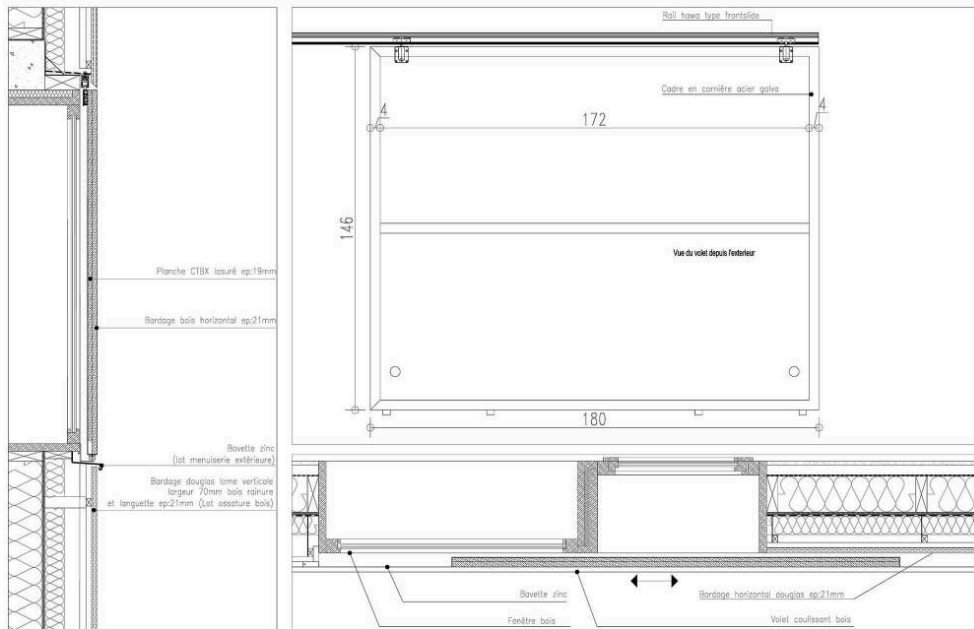 Planche CTBX lasuré ep:19mm
Bardage bois horizontal ep:21mm
Bavette zinc
(lot menuiserie extérieure)
Bardage douglas lame verticale
largeur 70mm bois rainure
et languette ep:21mm (Lot ossature bois)
Rail hawa type frontslide
Cadre en cornière acier galva
4
172
4
146
Vue du volet depuis l'exterieur
180
Bavette zinc
Fenêtre bois
Bardage horizontal douglas ep:21mm
Volet coulissant bois